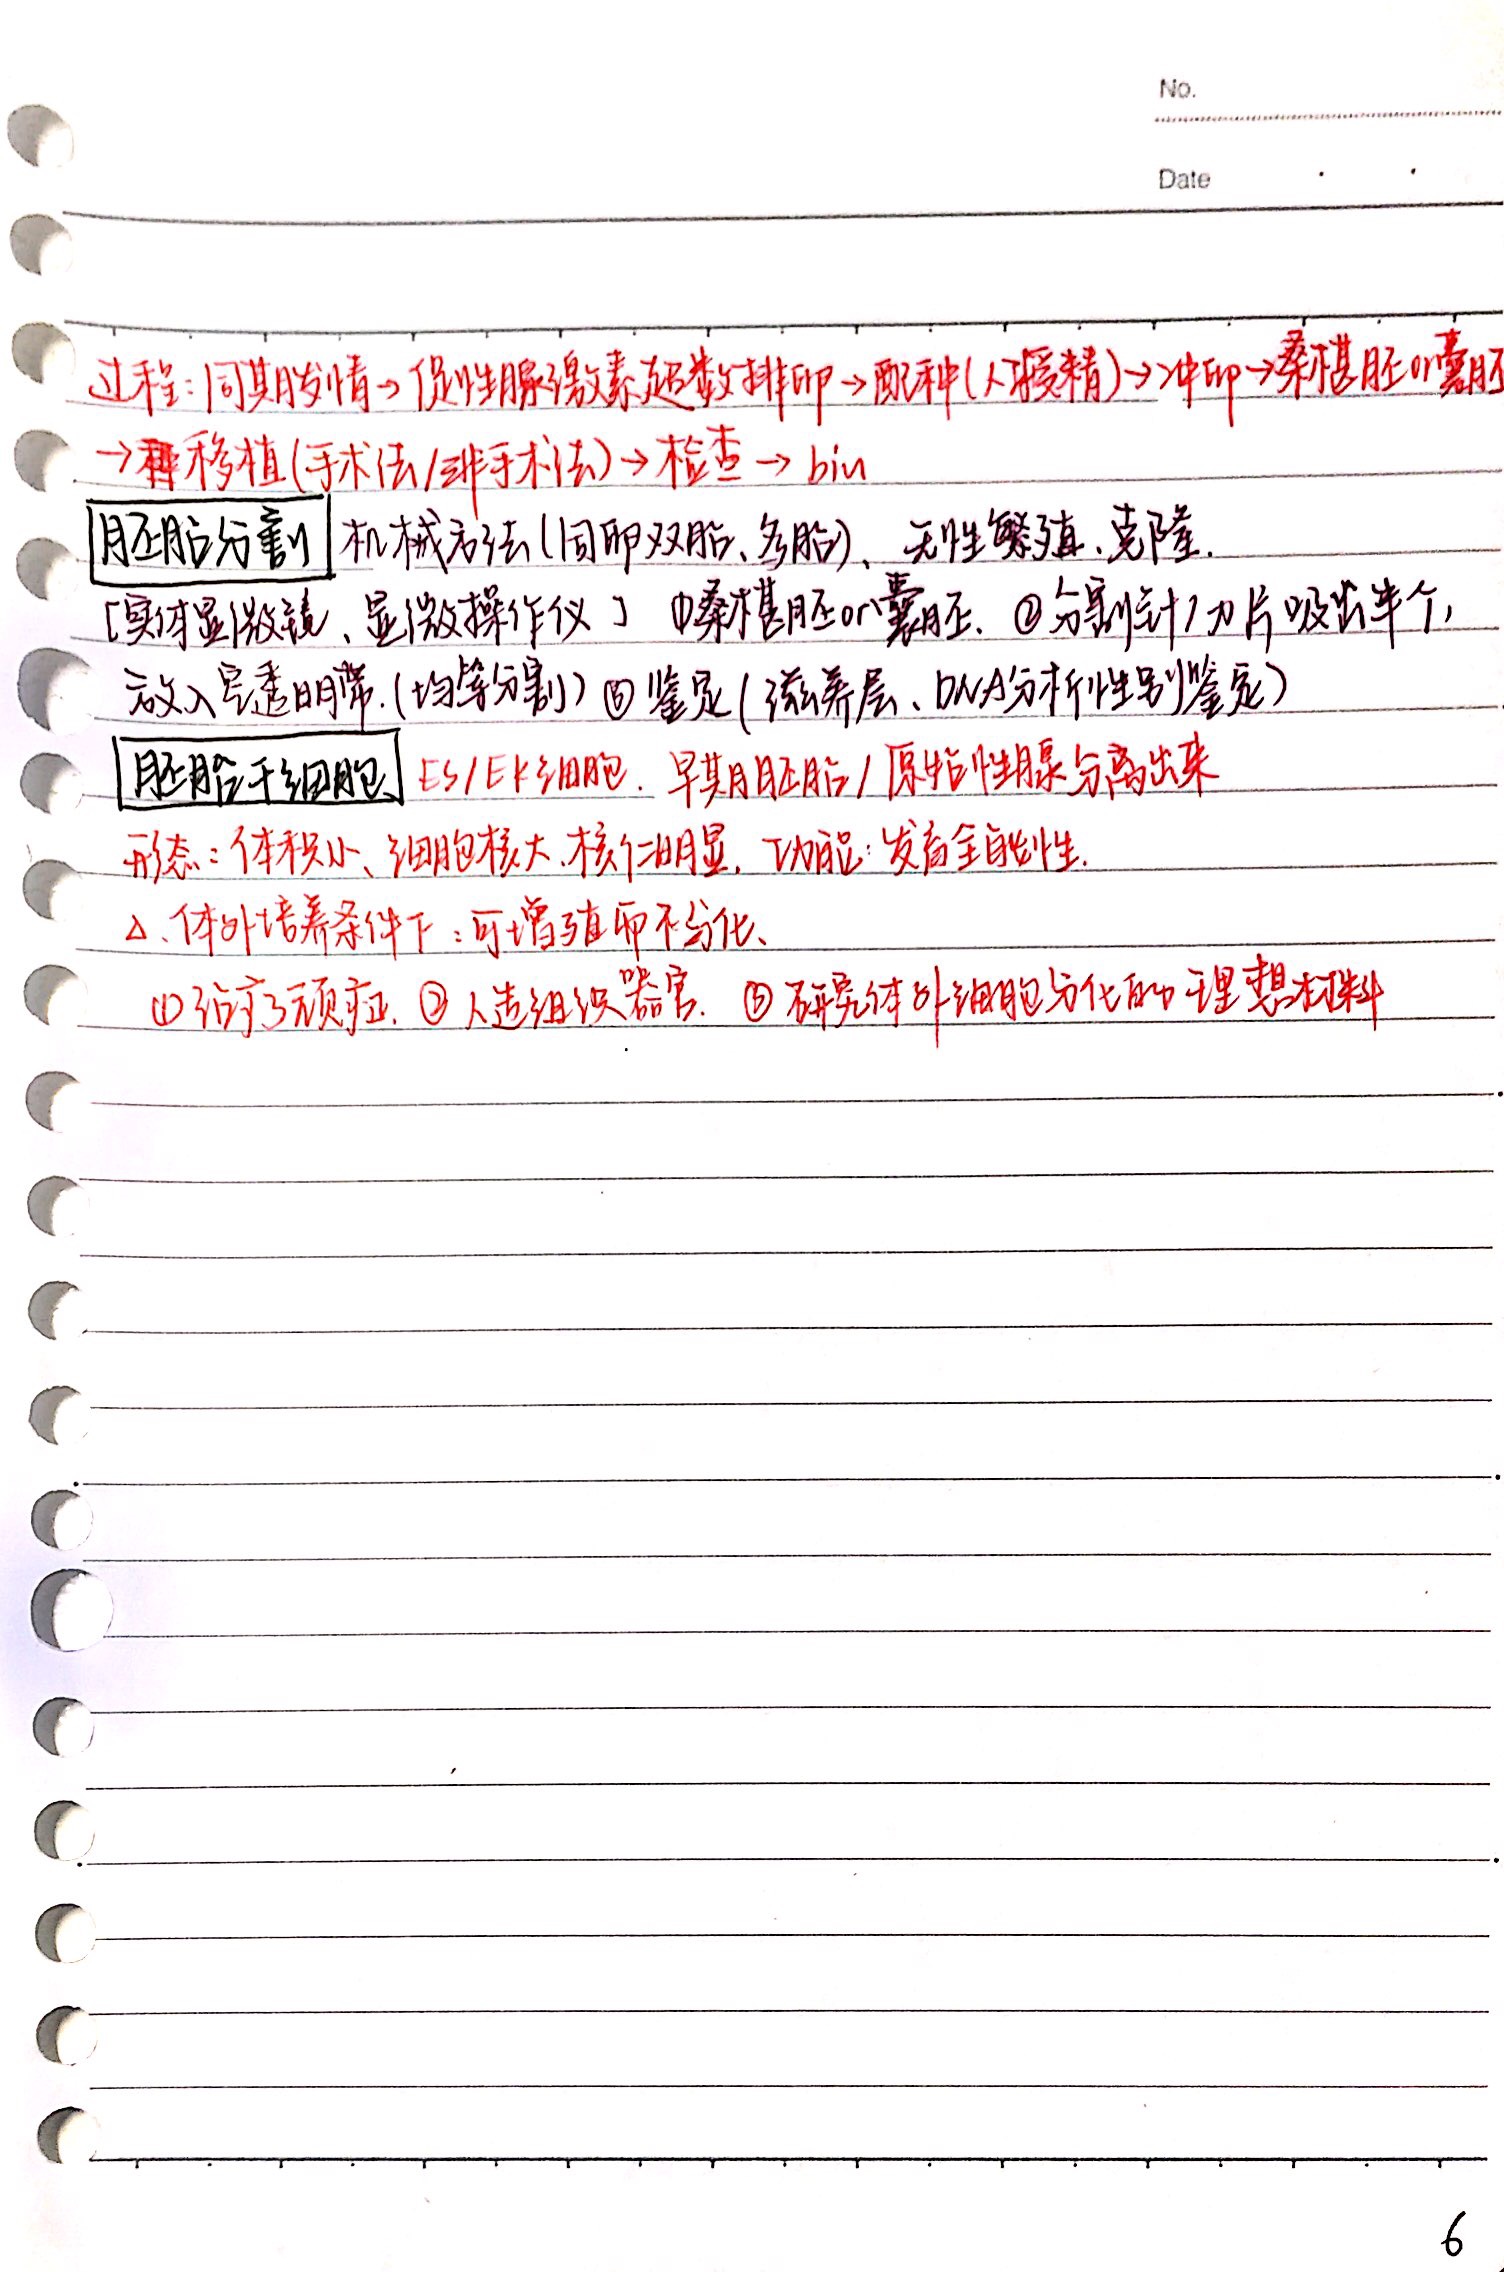 No.
Date
过程：同期发情→促性腺激素超数排卵→配种(人工授精)→冲卵→桑椹胚or囊胚
→移植(手术法/非手术法)→检查→biu
胚胎分割 机械方法(同卵双胎、多胎)、无性繁殖、克隆.
[实体显微镜、显微操作仪] ①桑椹胚or囊胚. ②分割针/刀片吸出半个,
放入空透明带.(均等分割)③鉴定(滋养层、DNA分析性别鉴定)
胚胎干细胞 ES/EK细胞. 早期胚胎/原始性腺分离出来
形态：体积小、细胞核大、核仁明显. 功能：发育全能性.
△、体外培养条件下：可增殖而不分化、
①治疗顽症. ②人造组织器官. ③研究体外细胞分化的理想材料
6